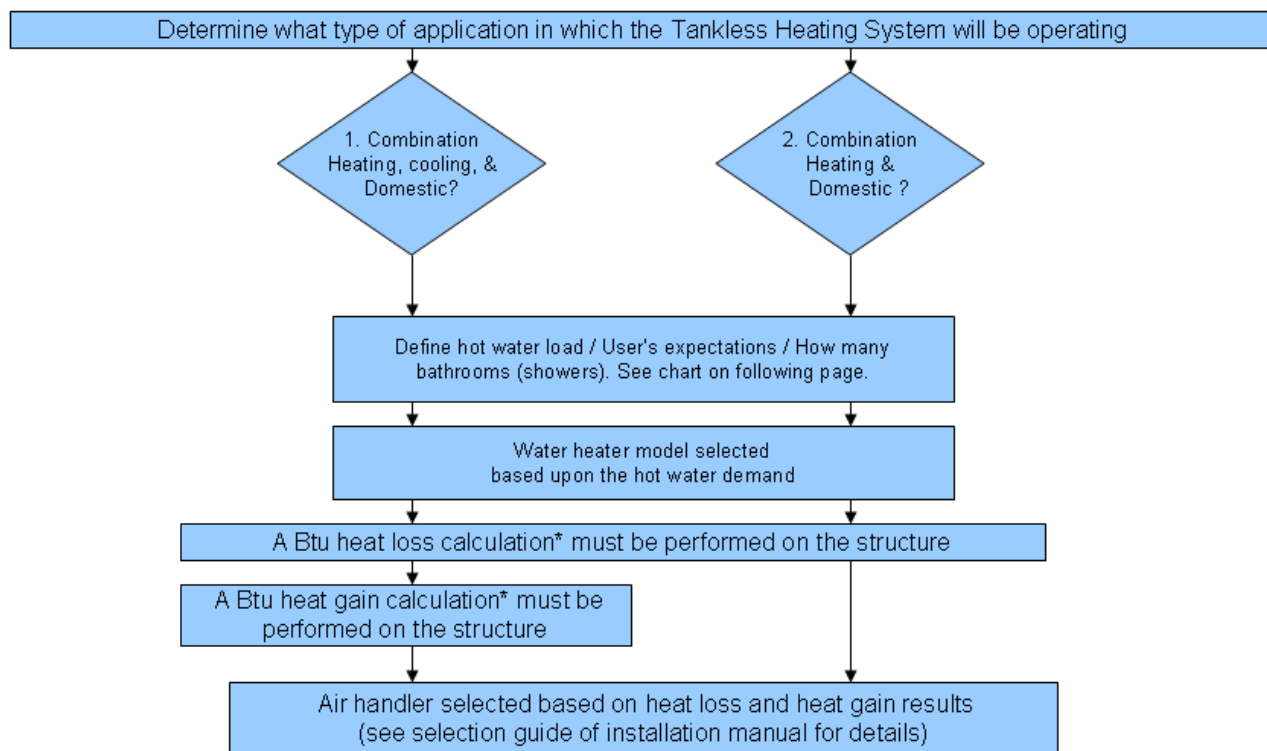 Determine what type of application in which the Tankless Heating System will be operating
1. Combination
Heating, cooling, &
Domestic?
2. Combination
Heating &
Domestic ?
Define hot water load / User's expectations / How many
bathrooms (showers). See chart on following page.
Water heater model selected
based upon the hot water demand
A Btu heat loss calculation* must be performed on the structure
A Btu heat gain calculation* must be
performed on the structure
Air handler selected based on heat loss and heat gain results
(see selection guide of installation manual for details)